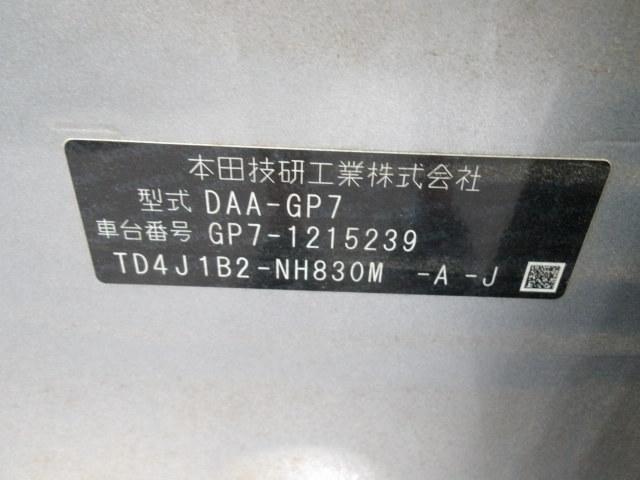 本田技研工業株式会社
型式 DAA-GP7
車台番号 GP7-1215239
TD4J1B2-NH830M -A -J